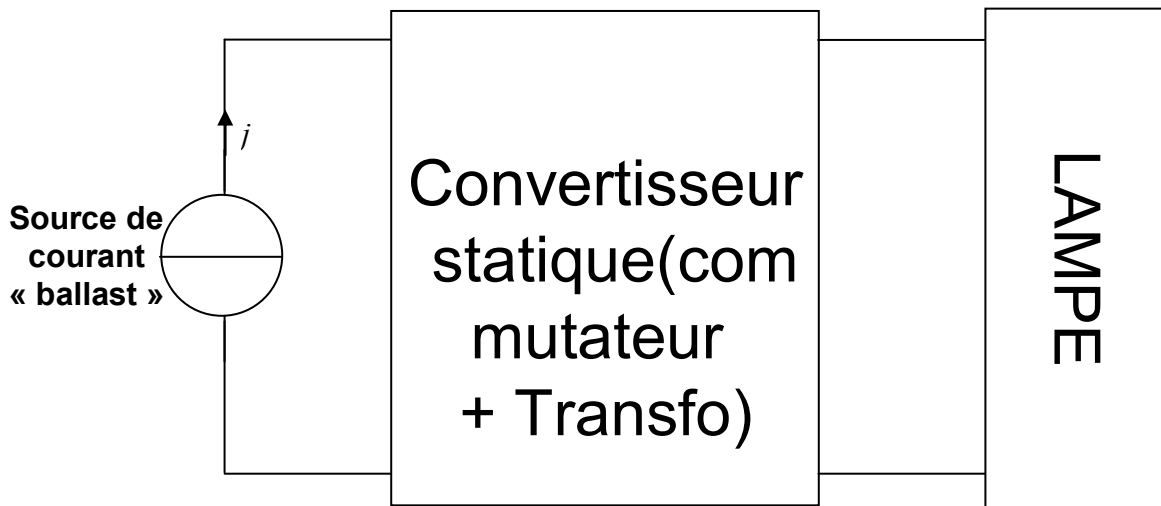 j
Source de
courant
« ballast »
Convertisseur
statique(com
mutateur
+ Transfo)
LAMPE